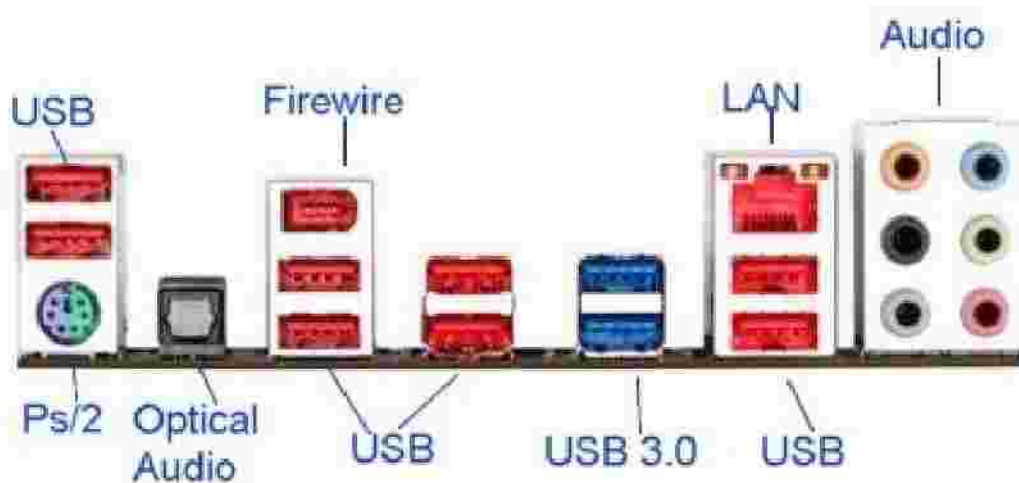 Audio
USB
Firewire
LAN
Ps/2
Optical
Audio
USB
USB 3.0
USB